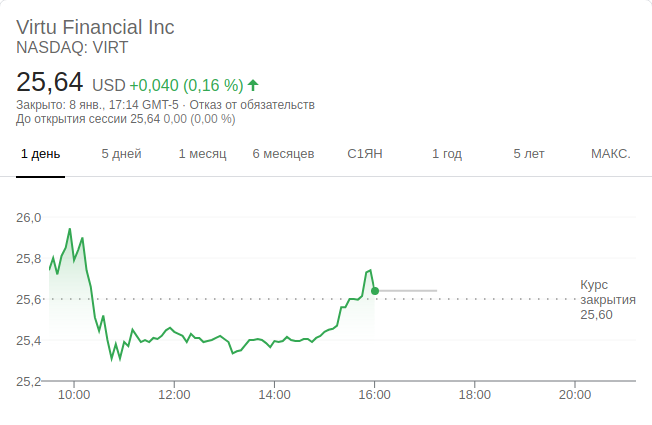 Virtu Financial Inc
NASDAQ: VIRT
25,64 USD +0,040 (0,16 %)
Закрыто: 8 янв., 17:14 GMT-5 · Отказ от обязательств
До открытия сессии 25,64 0,00 (0,00 %)
1 день 5 дней 1 месяц 6 месяцев С1ЯН 1 год 5 лет МАКС.
26,0
25,8
25,6
25,4
25,2
Курс
закрытия
25,60
10:00 12:00 14:00 16:00 18:00 20:00